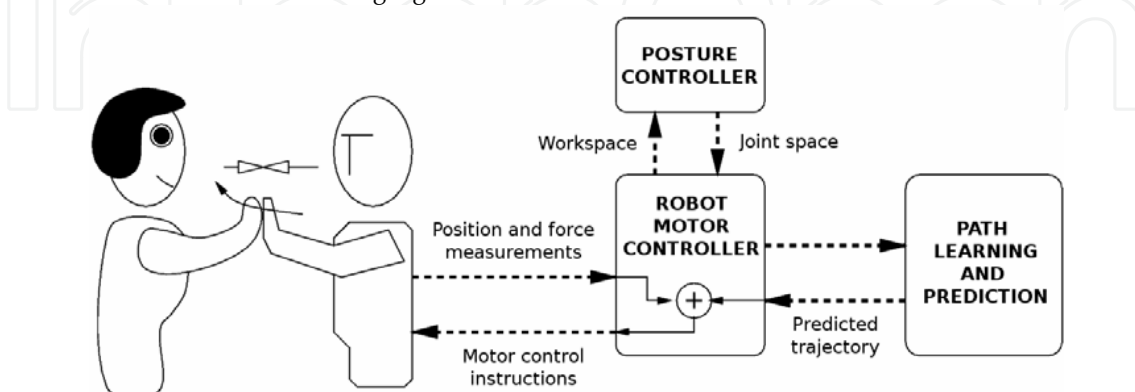 POSTURE
CONTROLLER
Workspace
Joint space
ROBOT
MOTOR
CONTROLLER
Position and force
measurements
PATH
LEARNING
AND
PREDICTION
+
Predicted
trajectory
Motor control
instructions